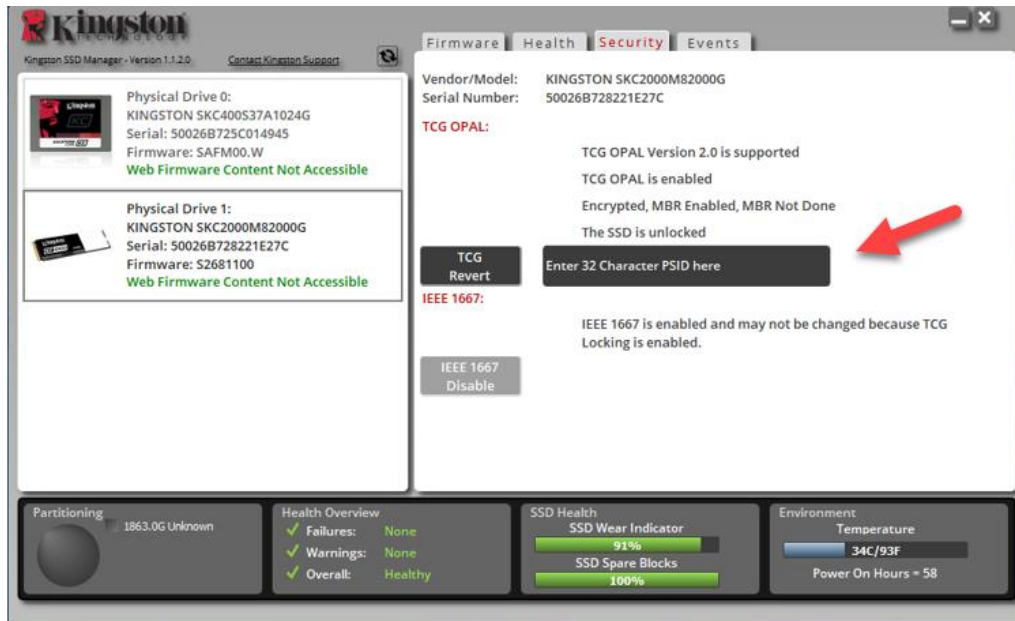 Kingston
TECHNOLOGY
Kingston SSD Manager - Version 1.1.2.0 Contact Kingston Support
Physical Drive 0:
KINGSTON SKC400S37A1024G
Serial: 50026B725C014945
Firmware: SAFM00.W
Web Firmware Content Not Accessible
Physical Drive 1:
KINGSTON SKC2000M82000G
Serial: 50026B728221E27C
Firmware: S2681100
Web Firmware Content Not Accessible
Firmware Health Security Events
Vendor/Model: KINGSTON SKC2000M82000G
Serial Number: 50026B728221E27C
TCG OPAL:
TCG OPAL Version 2.0 is supported
TCG OPAL is enabled
Encrypted, MBR Enabled, MBR Not Done
The SSD is unlocked
TCG
Revert
Enter 32 Character PSID here
IEEE 1667:
IEEE 1667 is enabled and may not be changed because TCG
Locking is enabled.
IEEE 1667
Disable
Partitioning
1863.0G Unknown
Health Overview
Failures: None
Warnings: None
Overall: Healthy
SSD Health
SSD Wear Indicator
91%
SSD Spare Blocks
100%
Environment
Temperature
34C/93F
Power On Hours = 58